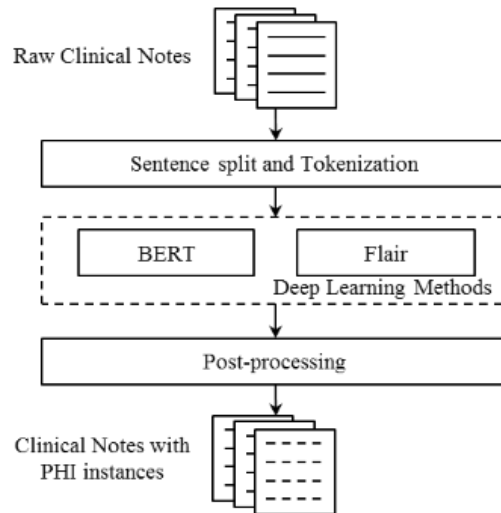 Raw Clinical Notes
Sentence split and Tokenization
BERT
Flair
Deep Learning Methods
Post-processing
Clinical Notes with
PHI instances